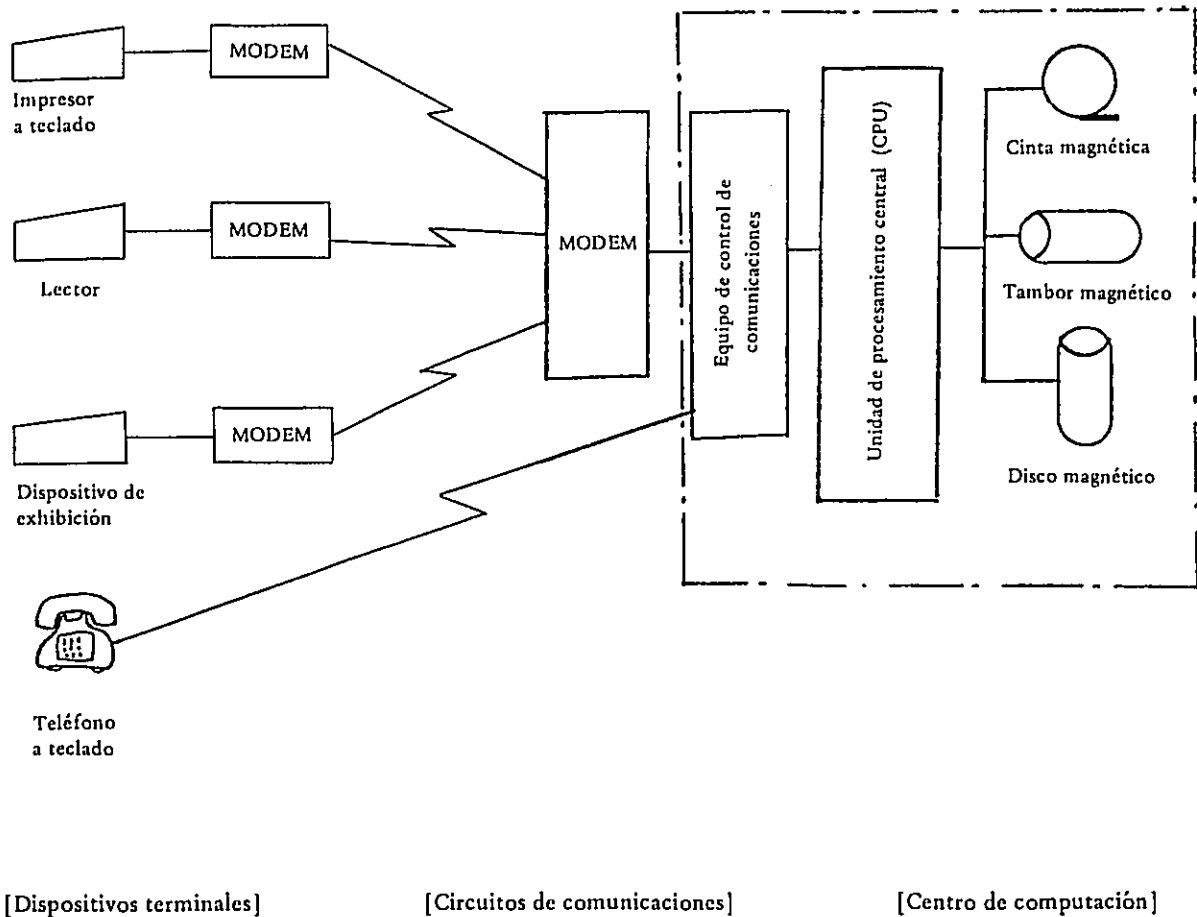 MODEM
Impresor
a teclado
MODEM
Lector
MODEM
Dispositivo de
exhibición
Teléfono
a teclado
MODEM
Equipo de control de
comunicaciones
Unidad de procesamiento central (CPU)
Cinta magnética
Tambor magnético
Disco magnético
[Dispositivos terminales]
[Circuitos de comunicaciones]
[Centro de computación]